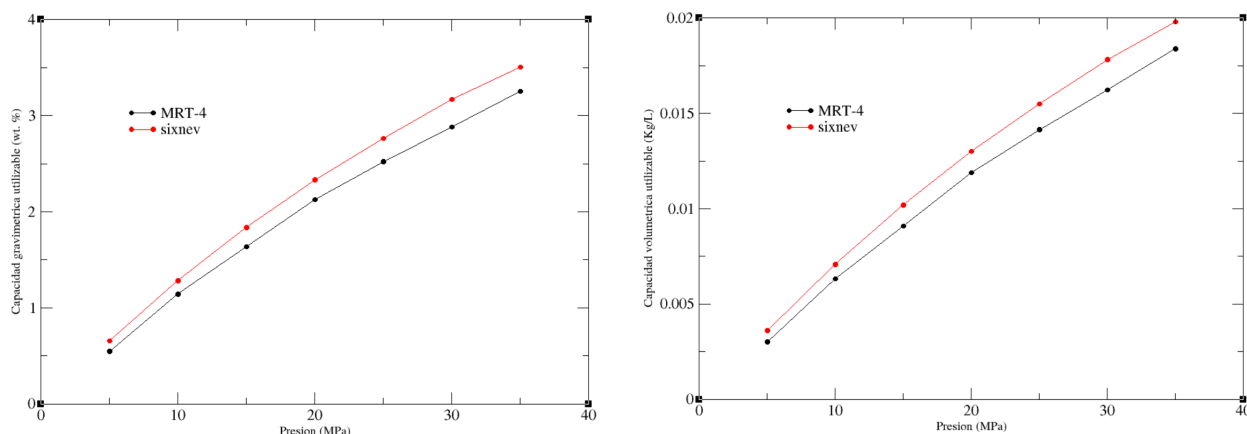 4
3
2
1
0
Capacidad gravimetrica utilizable (wt. %)
MRT-4
sixnev
0 10 20 30 40
Presion (MPa)
0.02
0.015
0.01
0.005
0
Capacidad volumetrica utilizable (Kg/L)
MRT-4
sixnev
0 10 20 30 40
Presion (MPa)